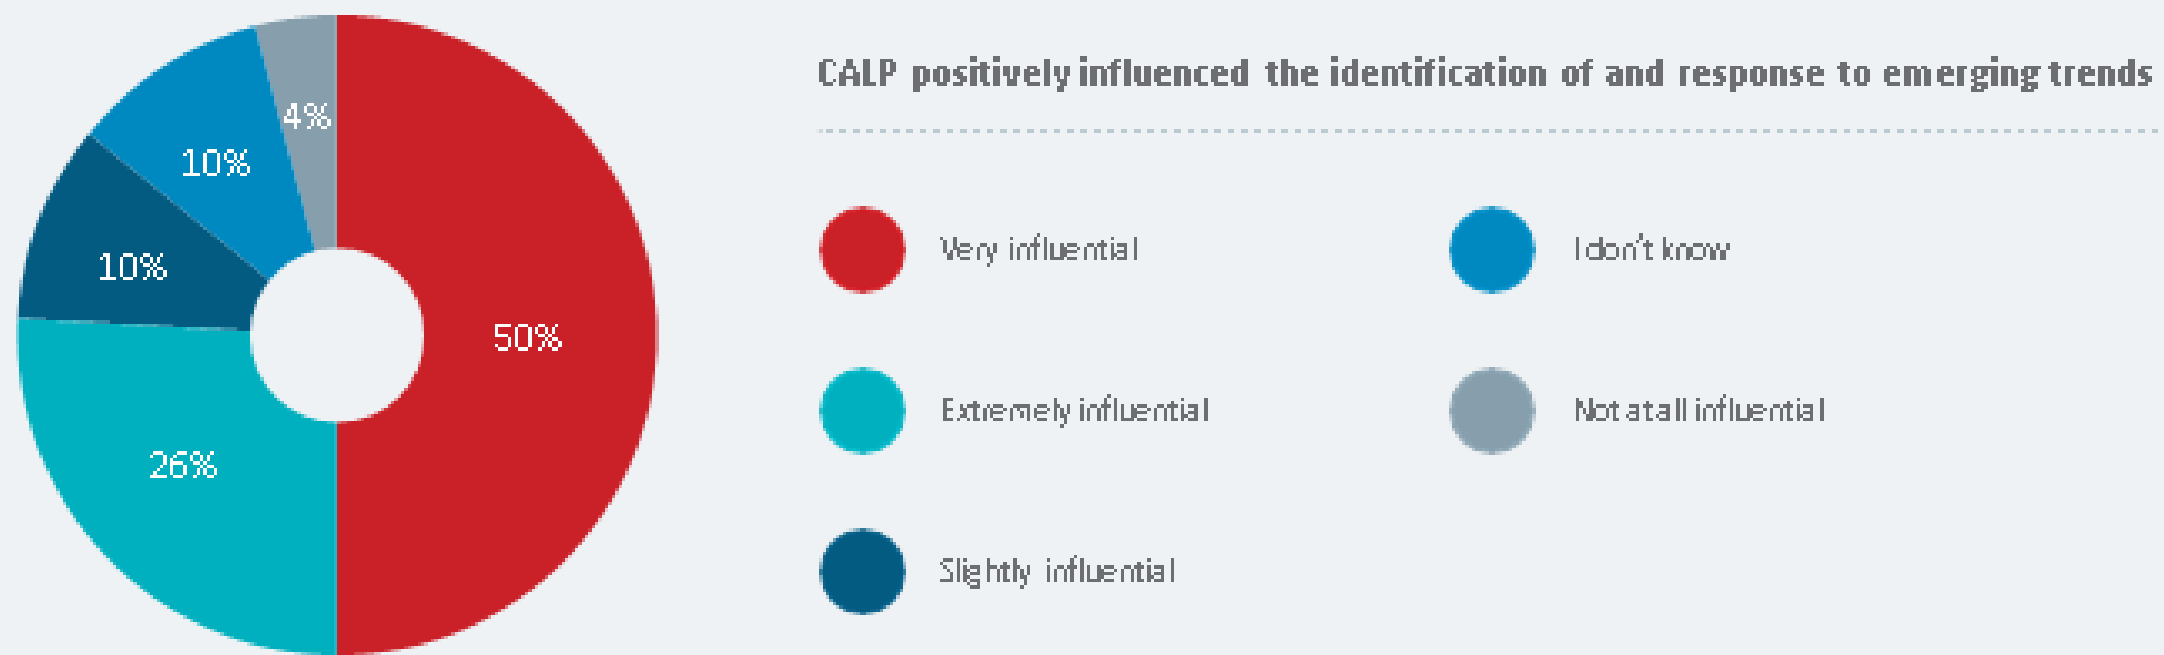 CALP positively influenced the identification of and response to emerging trends
4%
10%
10%
50%
26%
Very influential
Extremely influential
Slightly influential
I don't know
Not at all influential